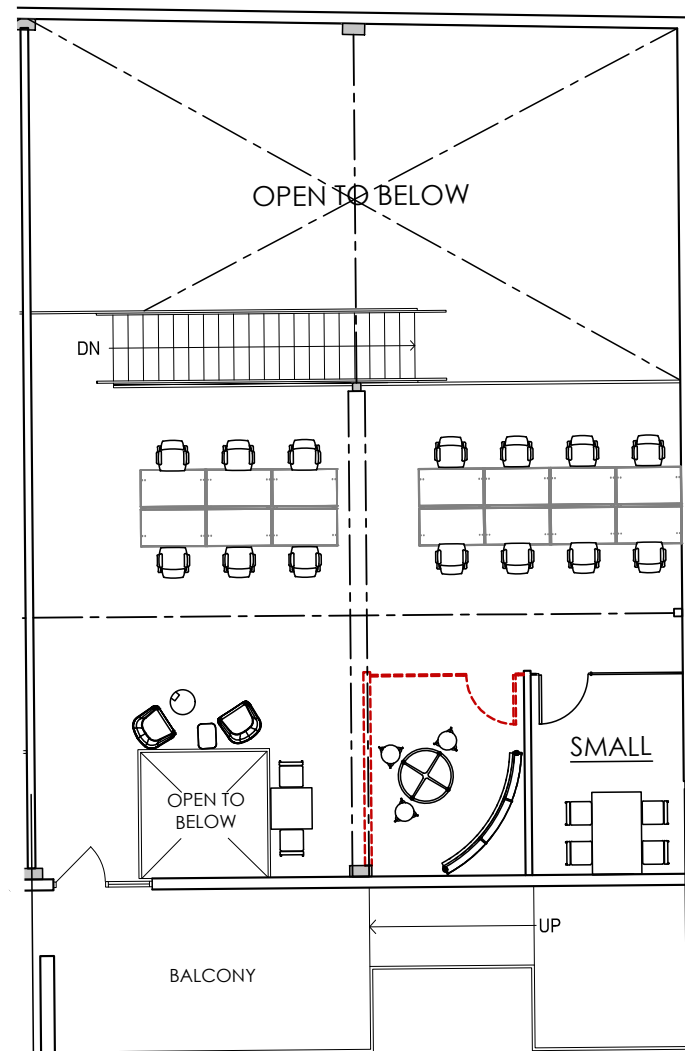 OPEN TO BELOW
DN
SMALL
OPEN TO
BELOW
UP
BALCONY